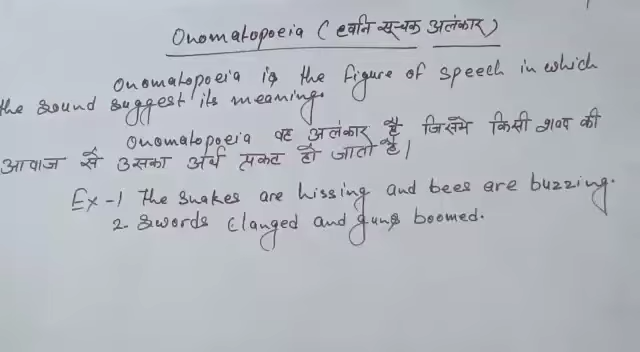 Onomatopoeia (ध्वनि सूचक अलंकार)
Onomatopoeia is the figure of speech in which
the sound suggest its meaning.
Onomatopoeia वह अलंकार है जिसमें किसी शब्द की
आवाज से उसका अर्थ प्रकट हो जाता है।
Ex-1 The snakes are hissing and bees are buzzing.
2. Swords clanged and guns boomed.